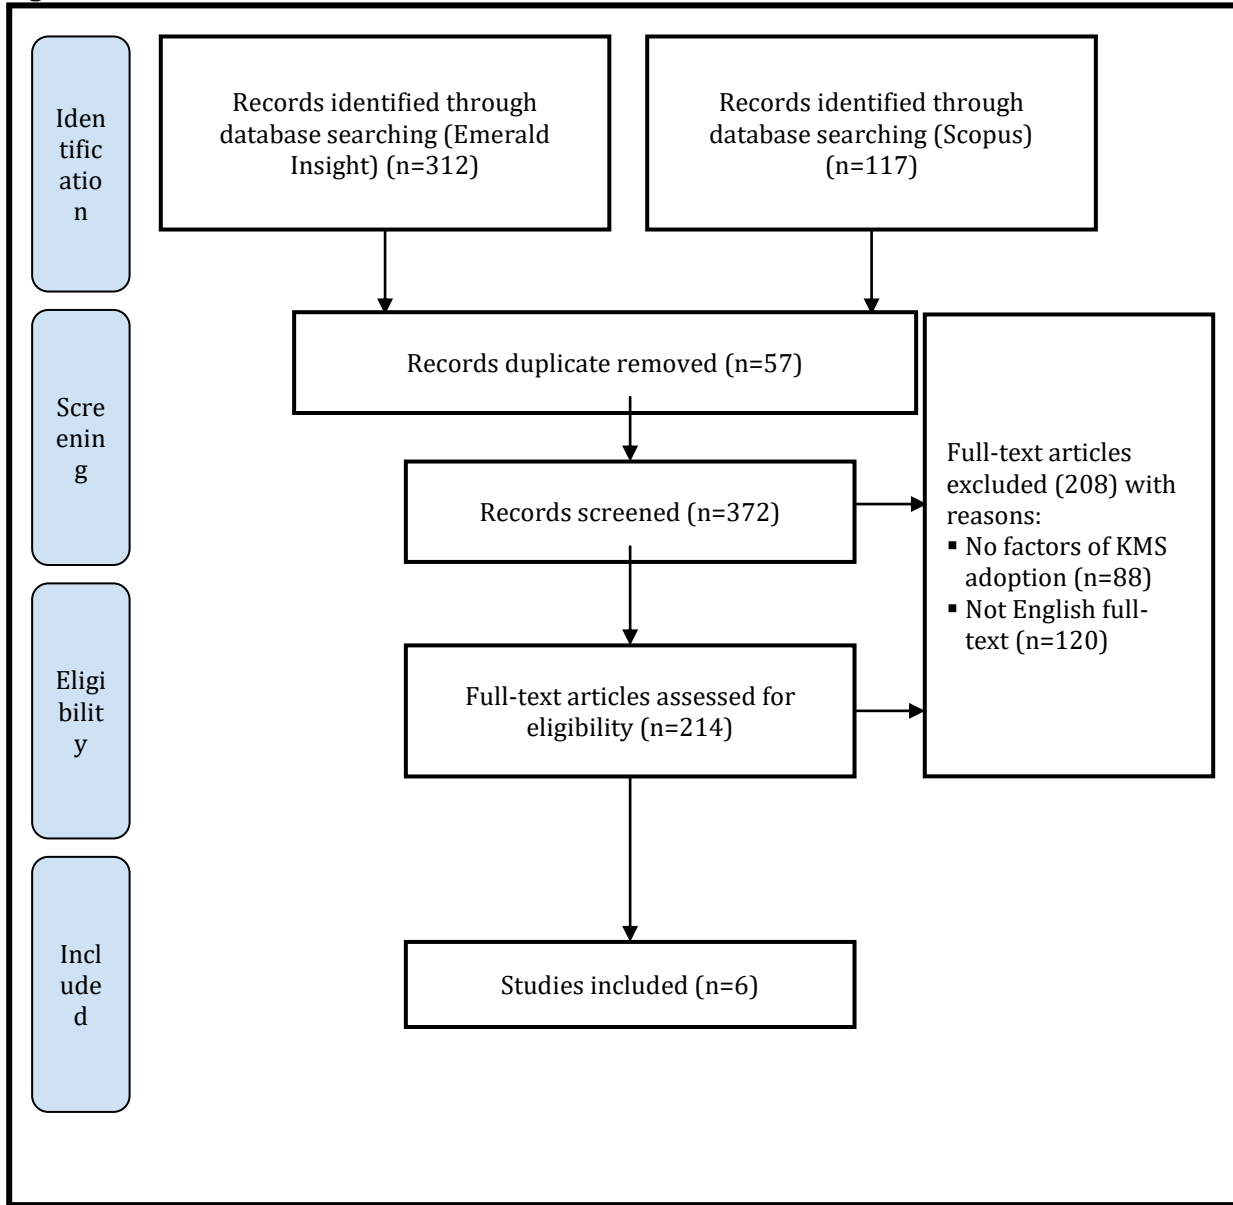 Iden
tific
atio
n
Records identified through
database searching (Emerald
Insight) (n=312)
Records identified through
database searching (Scopus)
(n=117)
Scre
enin
g
Records duplicate removed (n=57)
Records screened (n=372)
Full-text articles
excluded (208) with
reasons:
▪ No factors of KMS
adoption (n=88)
▪ Not English full-
text (n=120)
Eligi
bilit
y
Full-text articles assessed for
eligibility (n=214)
Incl
ude
d
Studies included (n=6)